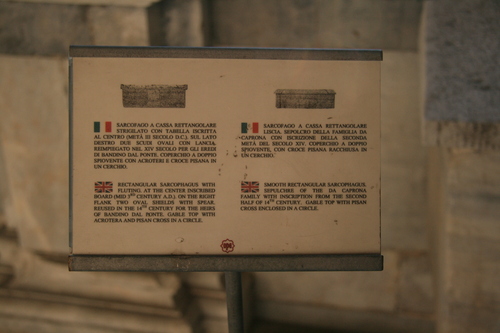 SARCOFAGO A CASSA RETTANGOLARE
STRIGILATO CON TABELLA ISCRITTA
AL CENTRO (METÀ III SECOLO D.C.), SUL LATO
DESTRO DUE SCUDI OVALI CON LANCIA.
REIMPIEGATO NEL XIV SECOLO PER GLI EREDI
DI BANDINO DAL PONTE. COPERCHIO A DOPPIO
SPIOVENTE CON ACROTERI E CROCE PISANA IN
UN CERCHIO.
RECTANGULAR SARCOPHAGUS WITH
FLUTING, AT THE CENTER INSCRIBED
BOARD (MID 3RD CENTURY A.D.). ON THE RIGHT
FLANK TWO OVAL SHIELDS WITH SPEAR.
REUSED IN THE 14TH CENTURY FOR THE HEIRS
OF BANDINO DAL PONTE. GABLE TOP WITH
ACROTERIA AND PISAN CROSS IN A CIRCLE.
SARCOFAGO A CASSA RETTANGOLARE
LISCIA, SEPOLCRO DELLA FAMIGLIA DA
CAPRONA CON ISCRIZIONE DELLA SECONDA
METÀ DEL SECOLO XIV. COPERCHIO A DOPPIO
SPIOVENTE, CON CROCE PISANA RACCHIUSA IN
UN CERCHIO.
SMOOTH RECTANGULAR SARCOPHAGUS,
SEPULCHRE OF THE DA CAPRONA
FAMILY WITH INSCRIPTION FROM THE SECOND
HALF OF 14TH CENTURY. GABLE TOP WITH PISAN
CROSS ENCLOSED IN A CIRCLE.